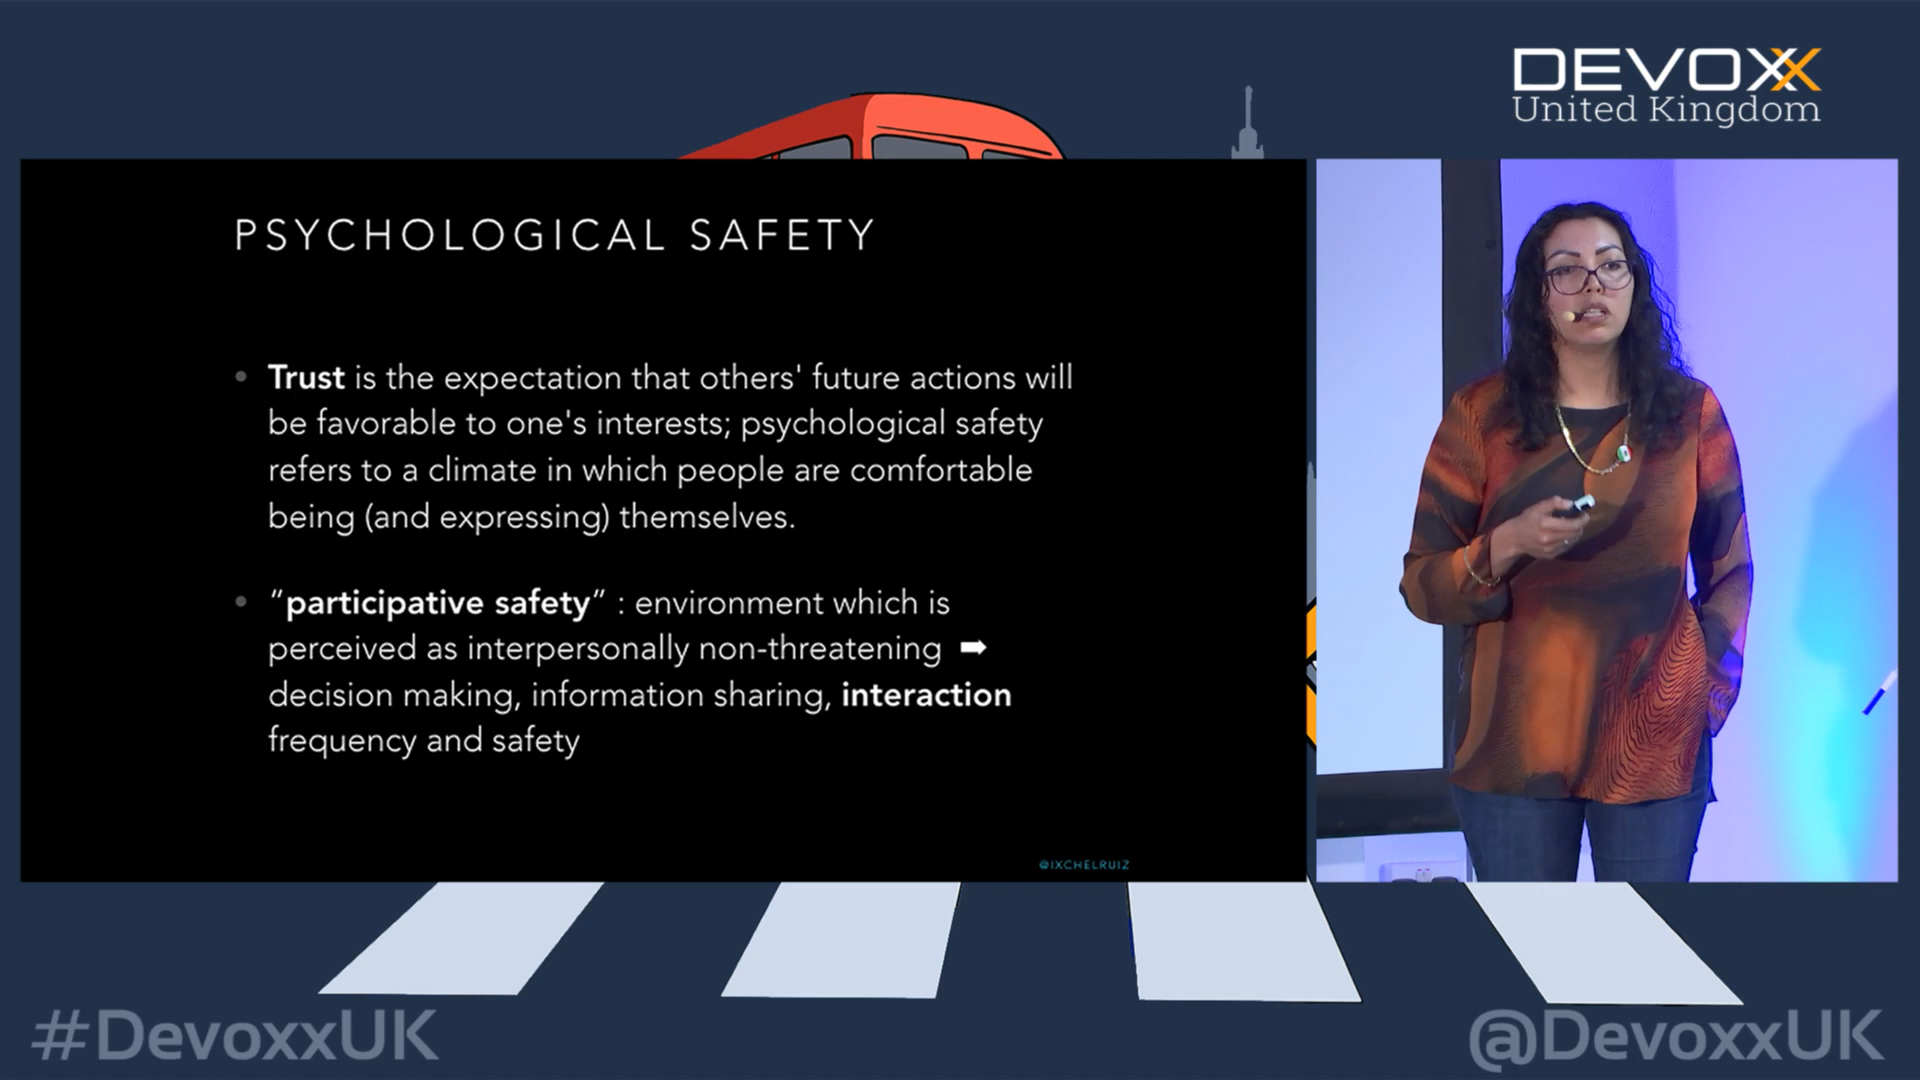 DEVOXX
United Kingdom
PSYCHOLOGICAL SAFETY
• Trust is the expectation that others' future actions will
be favorable to one's interests; psychological safety
refers to a climate in which people are comfortable
being (and expressing) themselves.
• “participative safety” : environment which is
perceived as interpersonally non-threatening ➡
decision making, information sharing, interaction
frequency and safety
@IXCHELRUIZ
#DevoxxUK
@DevoxxUK